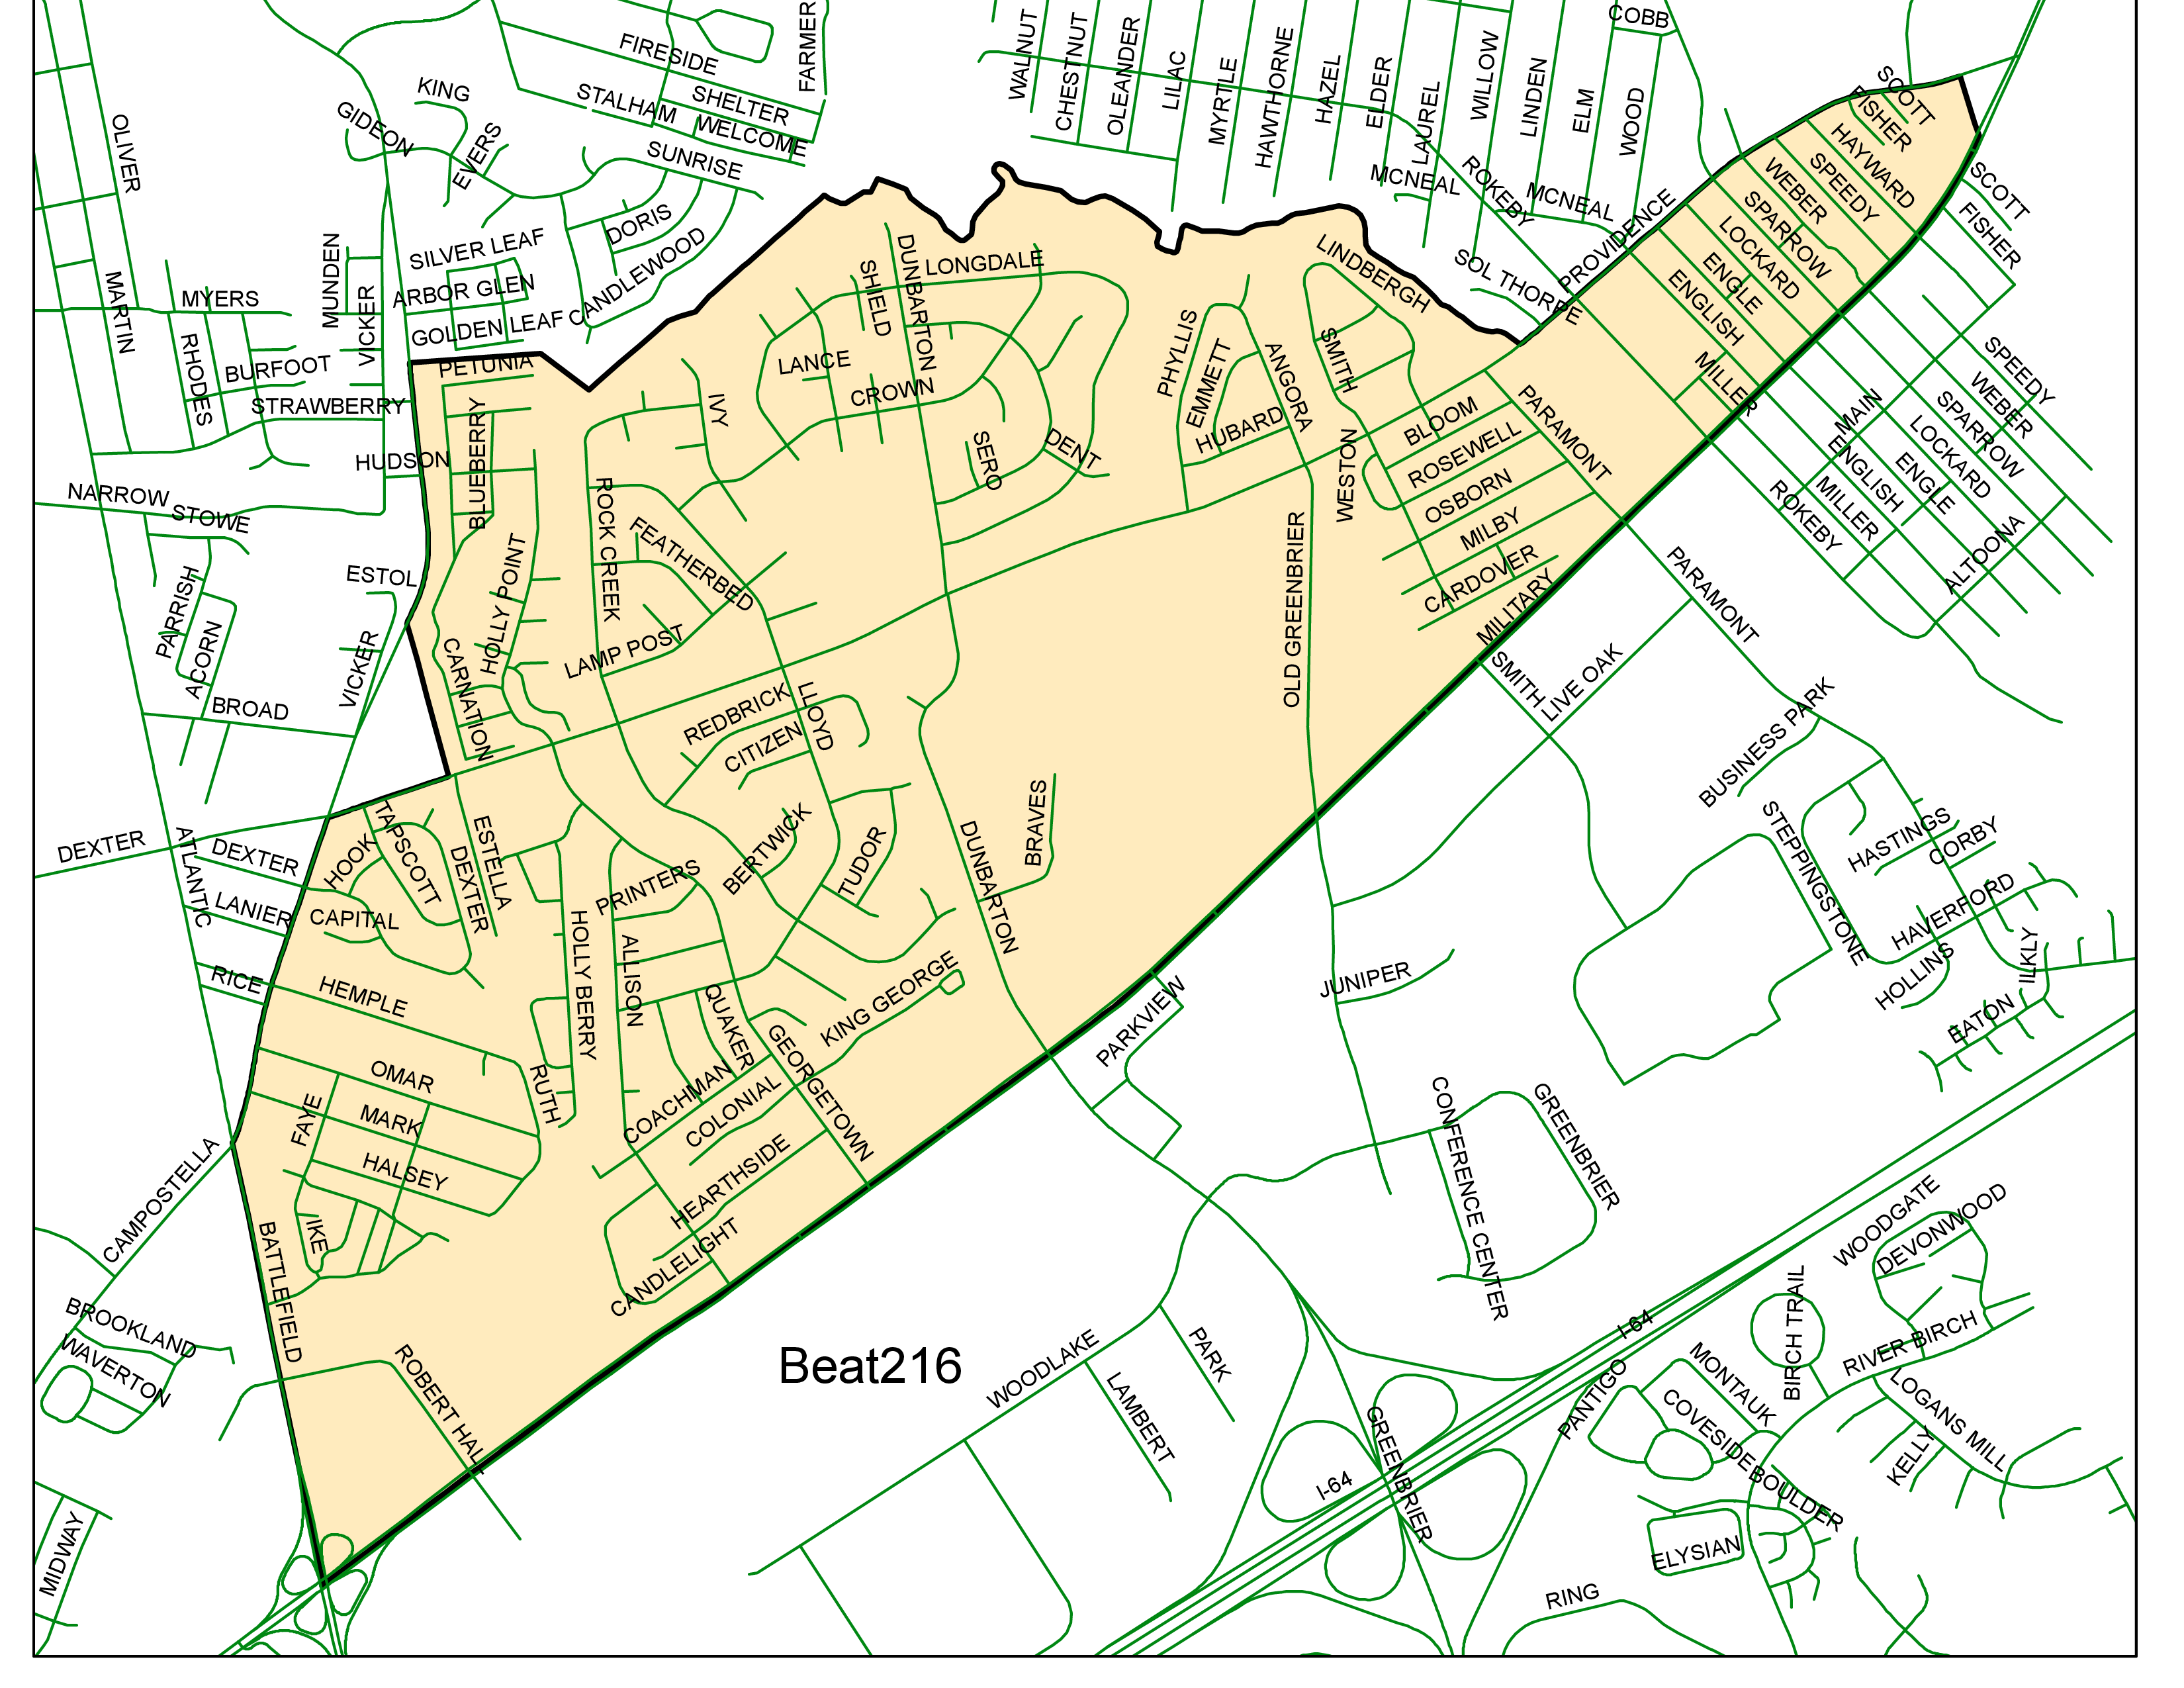 COBB
FARMER
FIRESIDE
WALNUT
CHESTNUT
OLEANDER
LILAC
MYRTLE
HAWTHORNE
HAZEL
ELDER
LAUREL
WILLOW
LINDEN
ELM
WOOD
KING
STALHAM
SHELTER
WELCOME
GIDEON
EVERS
SUNRISE
OLIVER
SCOTT
FISHER
HAYWARD
SPEEDY
WEBER
SPARROW
LOCKARD
ENGLE
ENGLISH
MILLER
SCOTT
FISHER
MCNEAL
ROKEBY
MCNEAL
PROVIDENCE
DORIS
CANDLEWOOD
SILVER LEAF
ARBOR GLEN
GOLDEN LEAF
MUNDEN
VICKER
MYERS
MARTIN
RHODES
BURFOOT
STRAWBERRY
PETUNIA
SHIELD
DUNBARTON
LONGDALE
LINDBERGH
SOL THORPE
LANCE
CROWN
IVY
PHYLLIS
EMMETT
ANGORA
SMITH
HUBARD
BLUEBERRY
HUDSON
NARROW
STOWE
SERO
DENT
WESTON
BLOOM
ROSEWELL
OSBORN
MILBY
CARDOVER
MILITARY
PARAMONT
SPEEDY
WEBER
SPARROW
LOCKARD
MAIN
ENGLISH
ENGLE
MILLER
ROKEBY
ALTOONA
ROCK CREEK
FEATHERBED
HOLLY POINT
ESTOL
PARRISH
ACORN
VICKER
BROAD
CARNATION
LAMP POST
OLD GREENBRIER
PARAMONT
SMITH
LIVE OAK
REDBRICK
LLOYD
CITIZEN
BUSINESS PARK
STEPPINGSTONE
HASTINGS
CORBY
HAVERFORD
HOLLINS
ILKLY
EATON
DEXTER
ATLANTIC
DEXTER
LANIER
RICE
HOOK
TAPSCOTT
CAPITAL
DEXTER
ESTELLA
BERTWICK
TUDOR
PRINTERS
DUNBARTON
BRAVES
HOLLY BERRY
ALLISON
QUAKER
KING GEORGE
JUNIPER
PARKVIEW
HEMPLE
OMAR
MARK
FAYE
HALSEY
IKE
RUTH
COACHMAN
COLONIAL
GEORGETOWN
HEARTHSIDE
CANDLELIGHT
CONFERENCE CENTER
GREENBRIER
CAMPOSTELLA
BATTLEFIELD
BROOKLAND
WAVERTON
ROBERT HALL
Beat216
WOODLAKE
PARK
LAMBERT
I-64
I-64
GREENBRIER
WOODGATE
DEVONWOOD
BIRCH TRAIL
RIVER BIRCH
PANTIGO
MONTAUK
COVESIDE
BOULDER
LOGANS MILL
KELLY
ELYSIAN
RING
MIDWAY